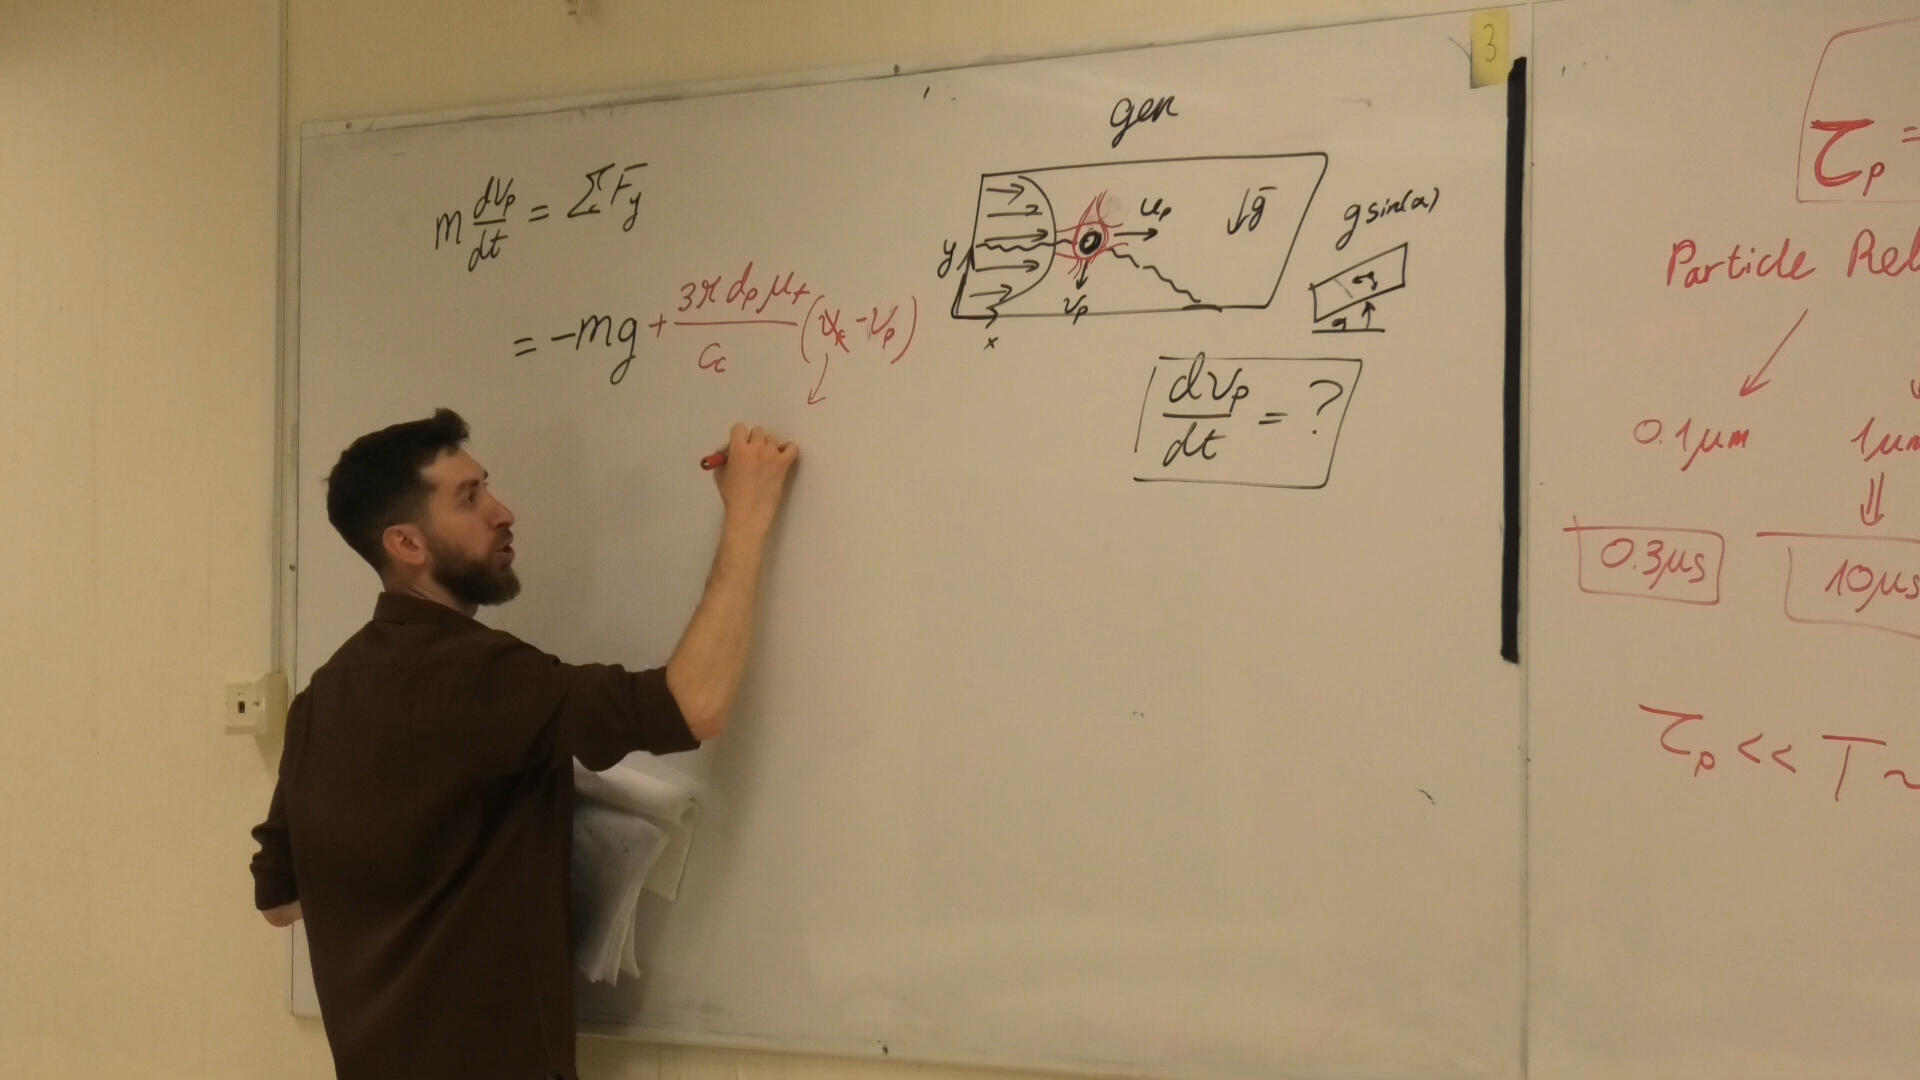 m dv_p/dt = ΣF_y
= -mg + 3π d_p μ_f / C_c (v_f - v_p)
gen
y
x
u_p
v_p
↓g̅
g sin(α)
α
dv_p/dt = ?
3
τ_p =
Particle Rel
0.1μm
1μm
0.3μs
10μs
τ_p << T ~